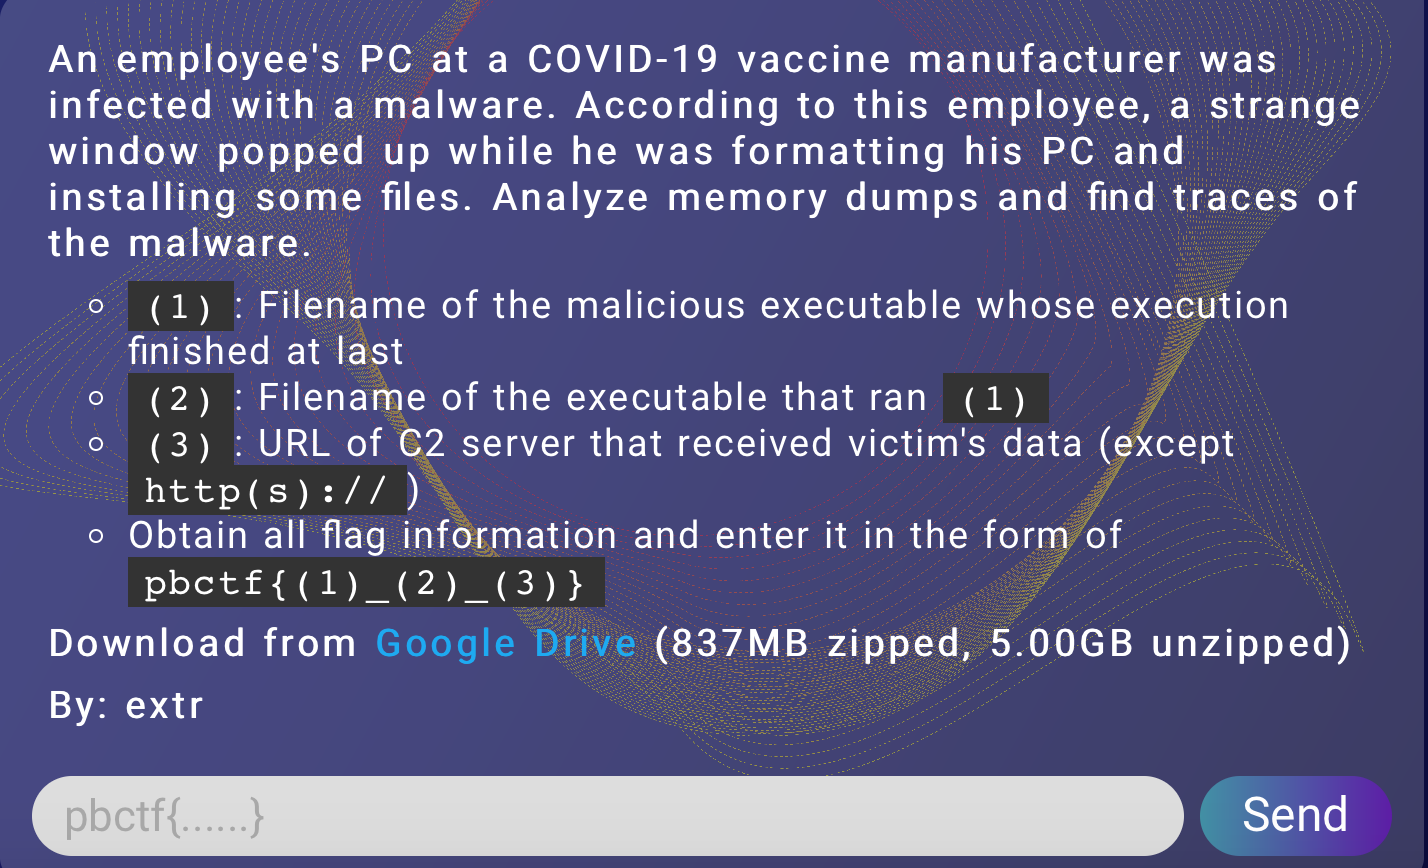 An employee's PC at a COVID-19 vaccine manufacturer was
infected with a malware. According to this employee, a strange
window popped up while he was formatting his PC and
installing some files. Analyze memory dumps and find traces of
the malware.
(1) : Filename of the malicious executable whose execution
finished at last
(2) : Filename of the executable that ran (1)
(3) : URL of C2 server that received victim's data (except
http(s):// )
Obtain all flag information and enter it in the form of
pbctf{(1)_(2)_(3)}
Download from Google Drive (837MB zipped, 5.00GB unzipped)
By: extr
pbctf{......}
Send